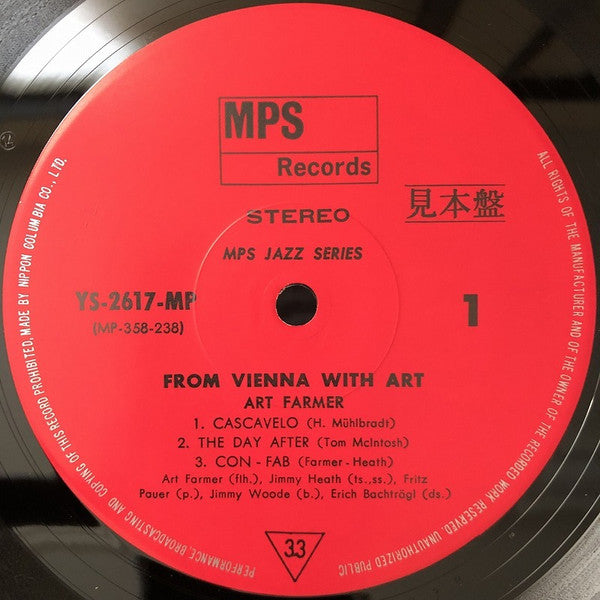 MPS
Records
STEREO
見本盤
MPS JAZZ SERIES
YS-2617-MP
(MP-358-238)
1
FROM VIENNA WITH ART
ART FARMER
1. CASCAVELO (H. Mühlbradt)
2. THE DAY AFTER (Tom McIntosh)
3. CON - FAB (Farmer - Heath)
Art Farmer (flh.), Jimmy Heath (ts.,ss.), Fritz
Pauer (p.), Jimmy Woode (b.), Erich Bachträgl (ds.)
33
ALL RIGHTS OF THE MANUFACTURER AND OF THE OWNER OF THE RECORDED WORK RESERVED. UNAUTHORIZED PUBLIC
PERFORMANCE, BROADCASTING AND COPYING OF THIS RECORD PROHIBITED, MADE BY NIPPON COLUMBIA CO., LTD.